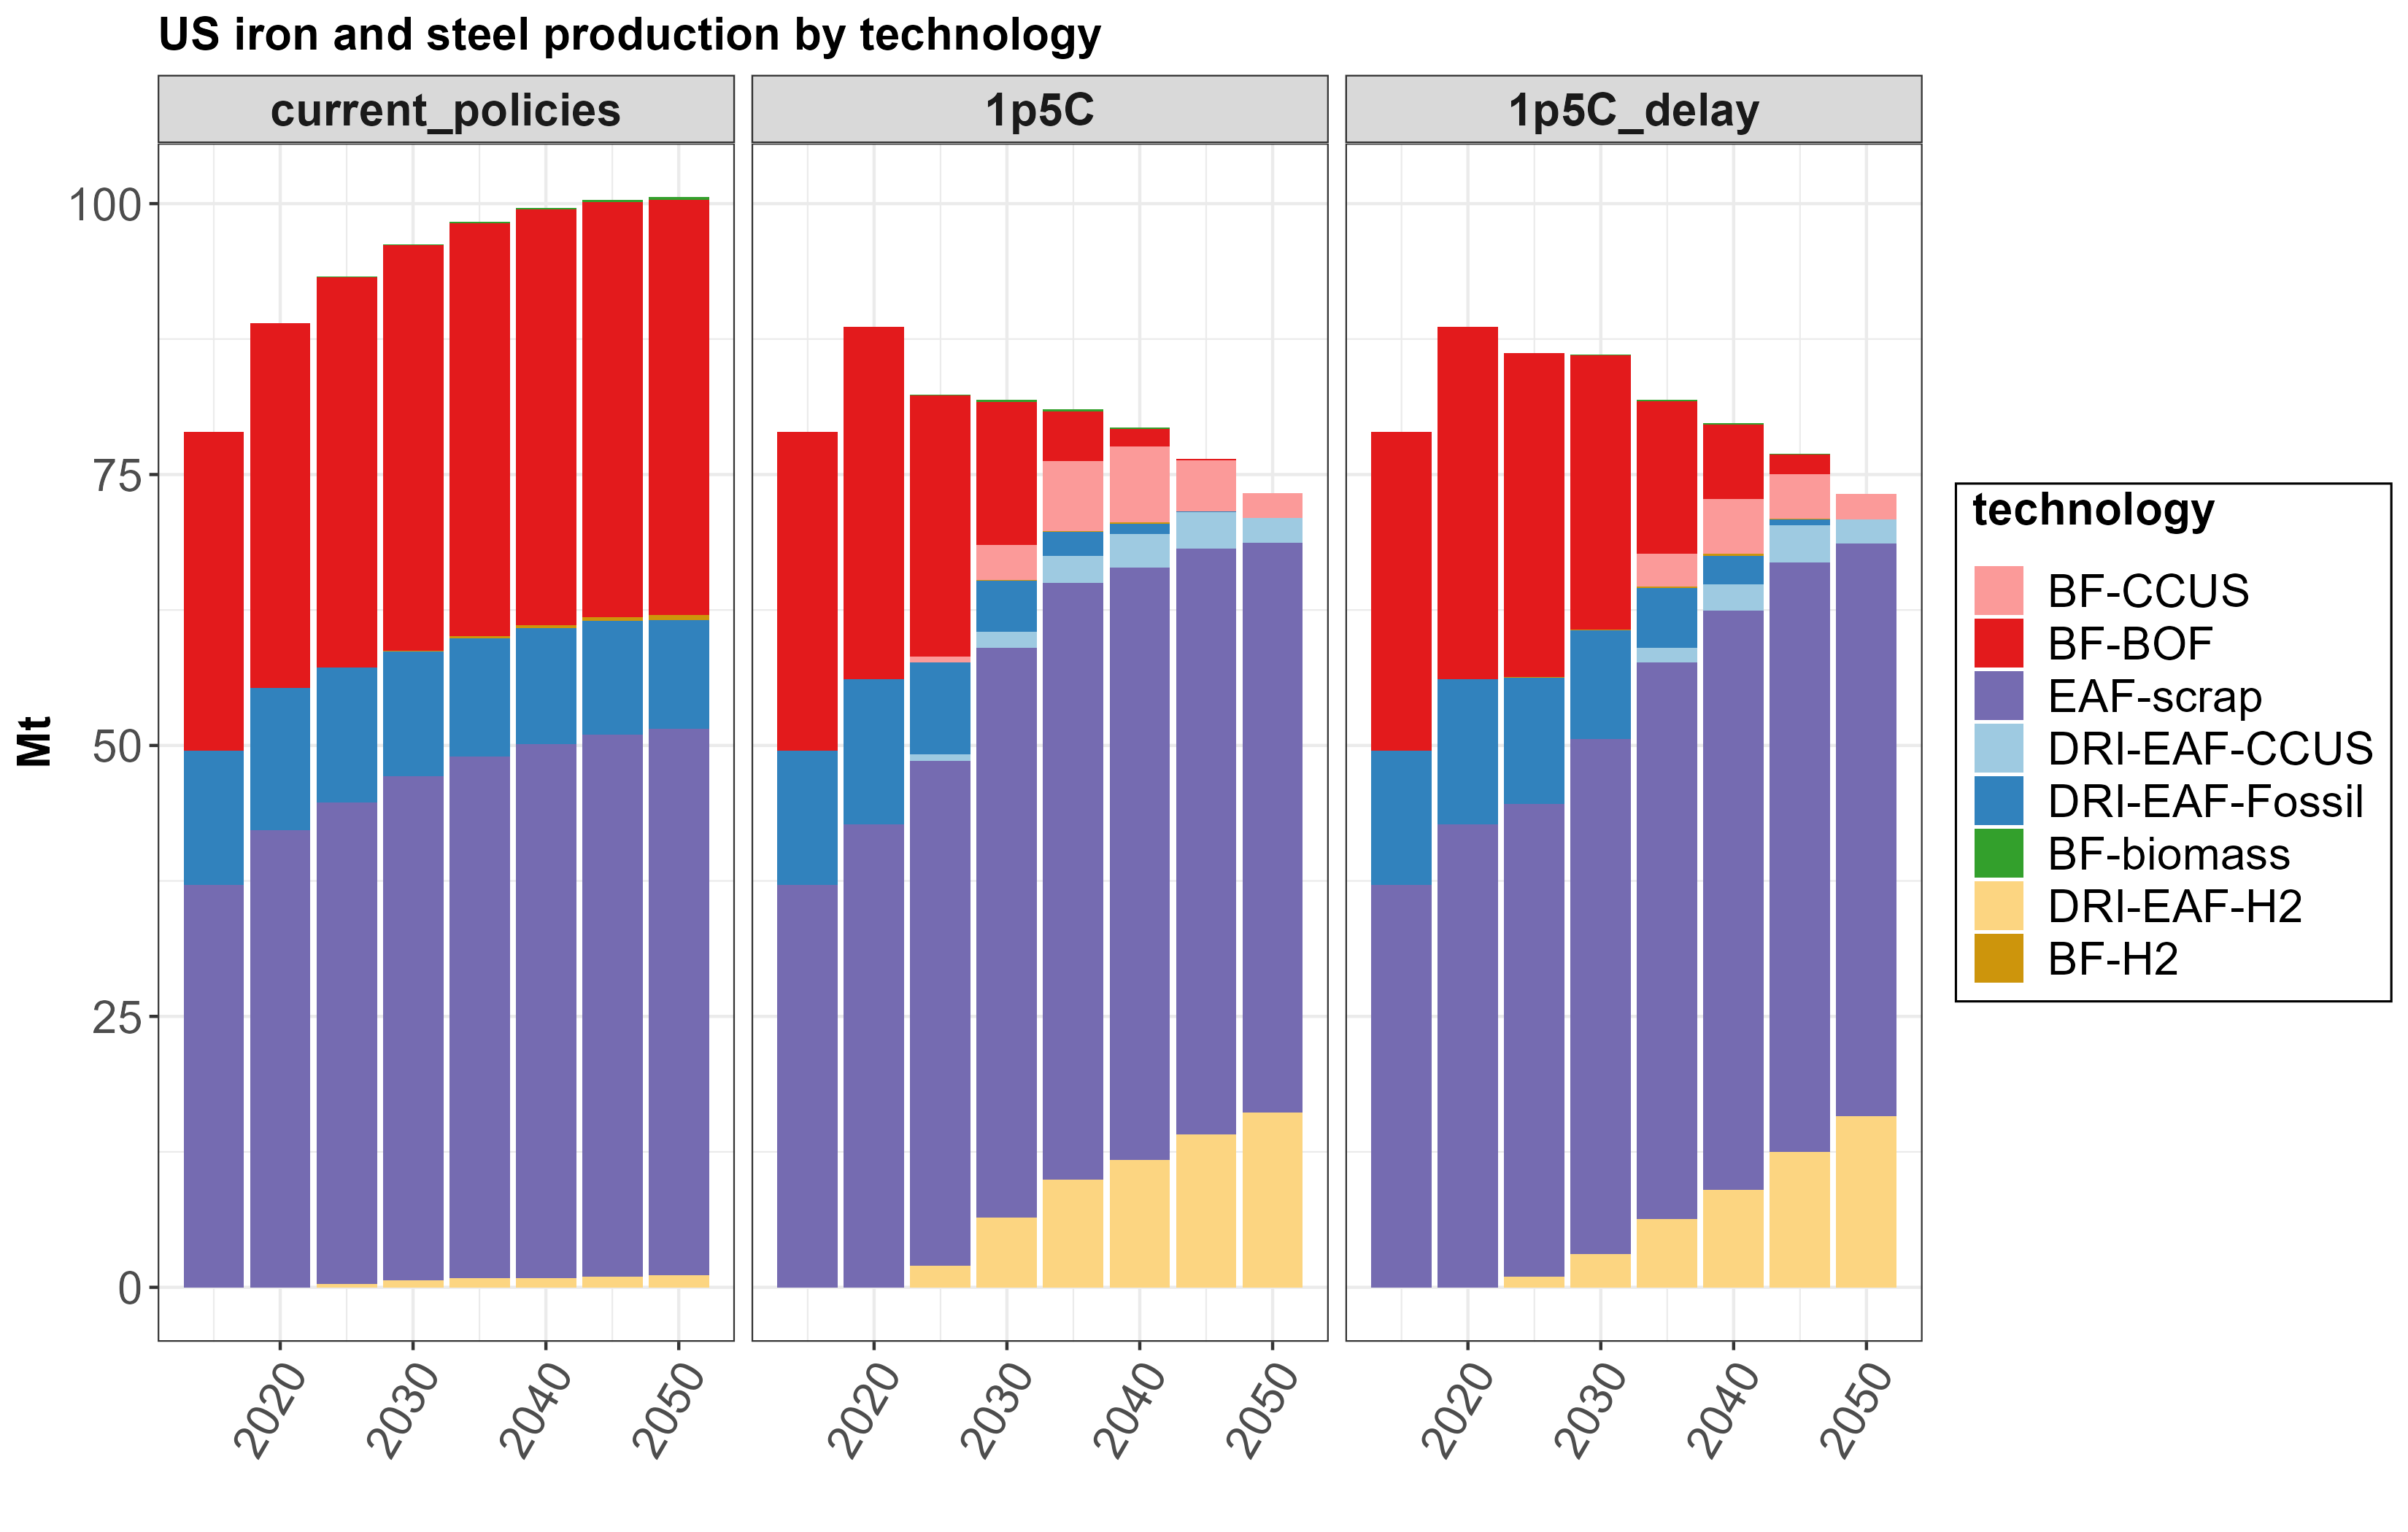 US iron and steel production by technology
current_policies
1p5C
1p5C_delay
100
75
50
25
0
Mt
2020
2030
2040
2050
2020
2030
2040
2050
2020
2030
2040
2050
technology
BF-CCUS
BF-BOF
EAF-scrap
DRI-EAF-CCUS
DRI-EAF-Fossil
BF-biomass
DRI-EAF-H2
BF-H2